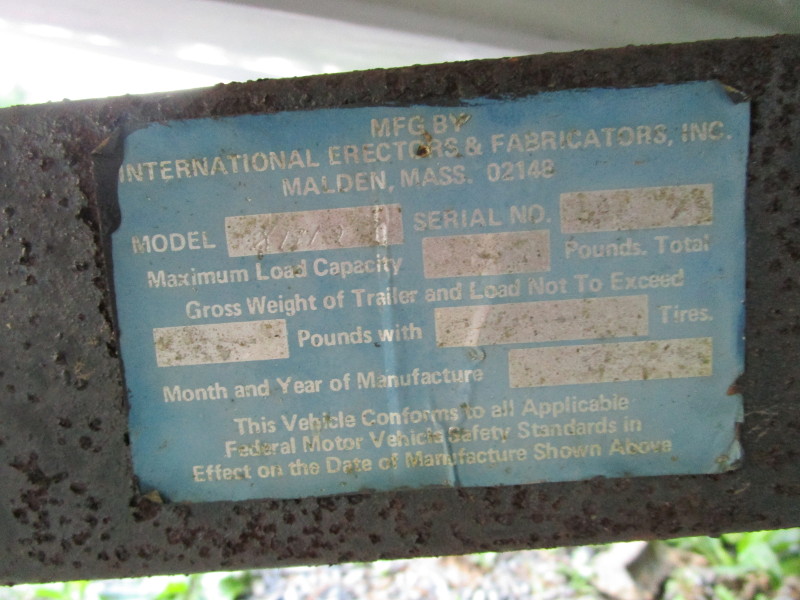 MFG BY
INTERNATIONAL ERECTORS & FABRICATORS, INC.
MALDEN, MASS. 02148
MODEL SERIAL NO.
Maximum Load Capacity Pounds. Total
Gross Weight of Trailer and Load Not To Exceed
Pounds with Tires.
Month and Year of Manufacture
This Vehicle Conforms to all Applicable
Federal Motor Vehicle Safety Standards in
Effect on the Date of Manufacture Shown Above